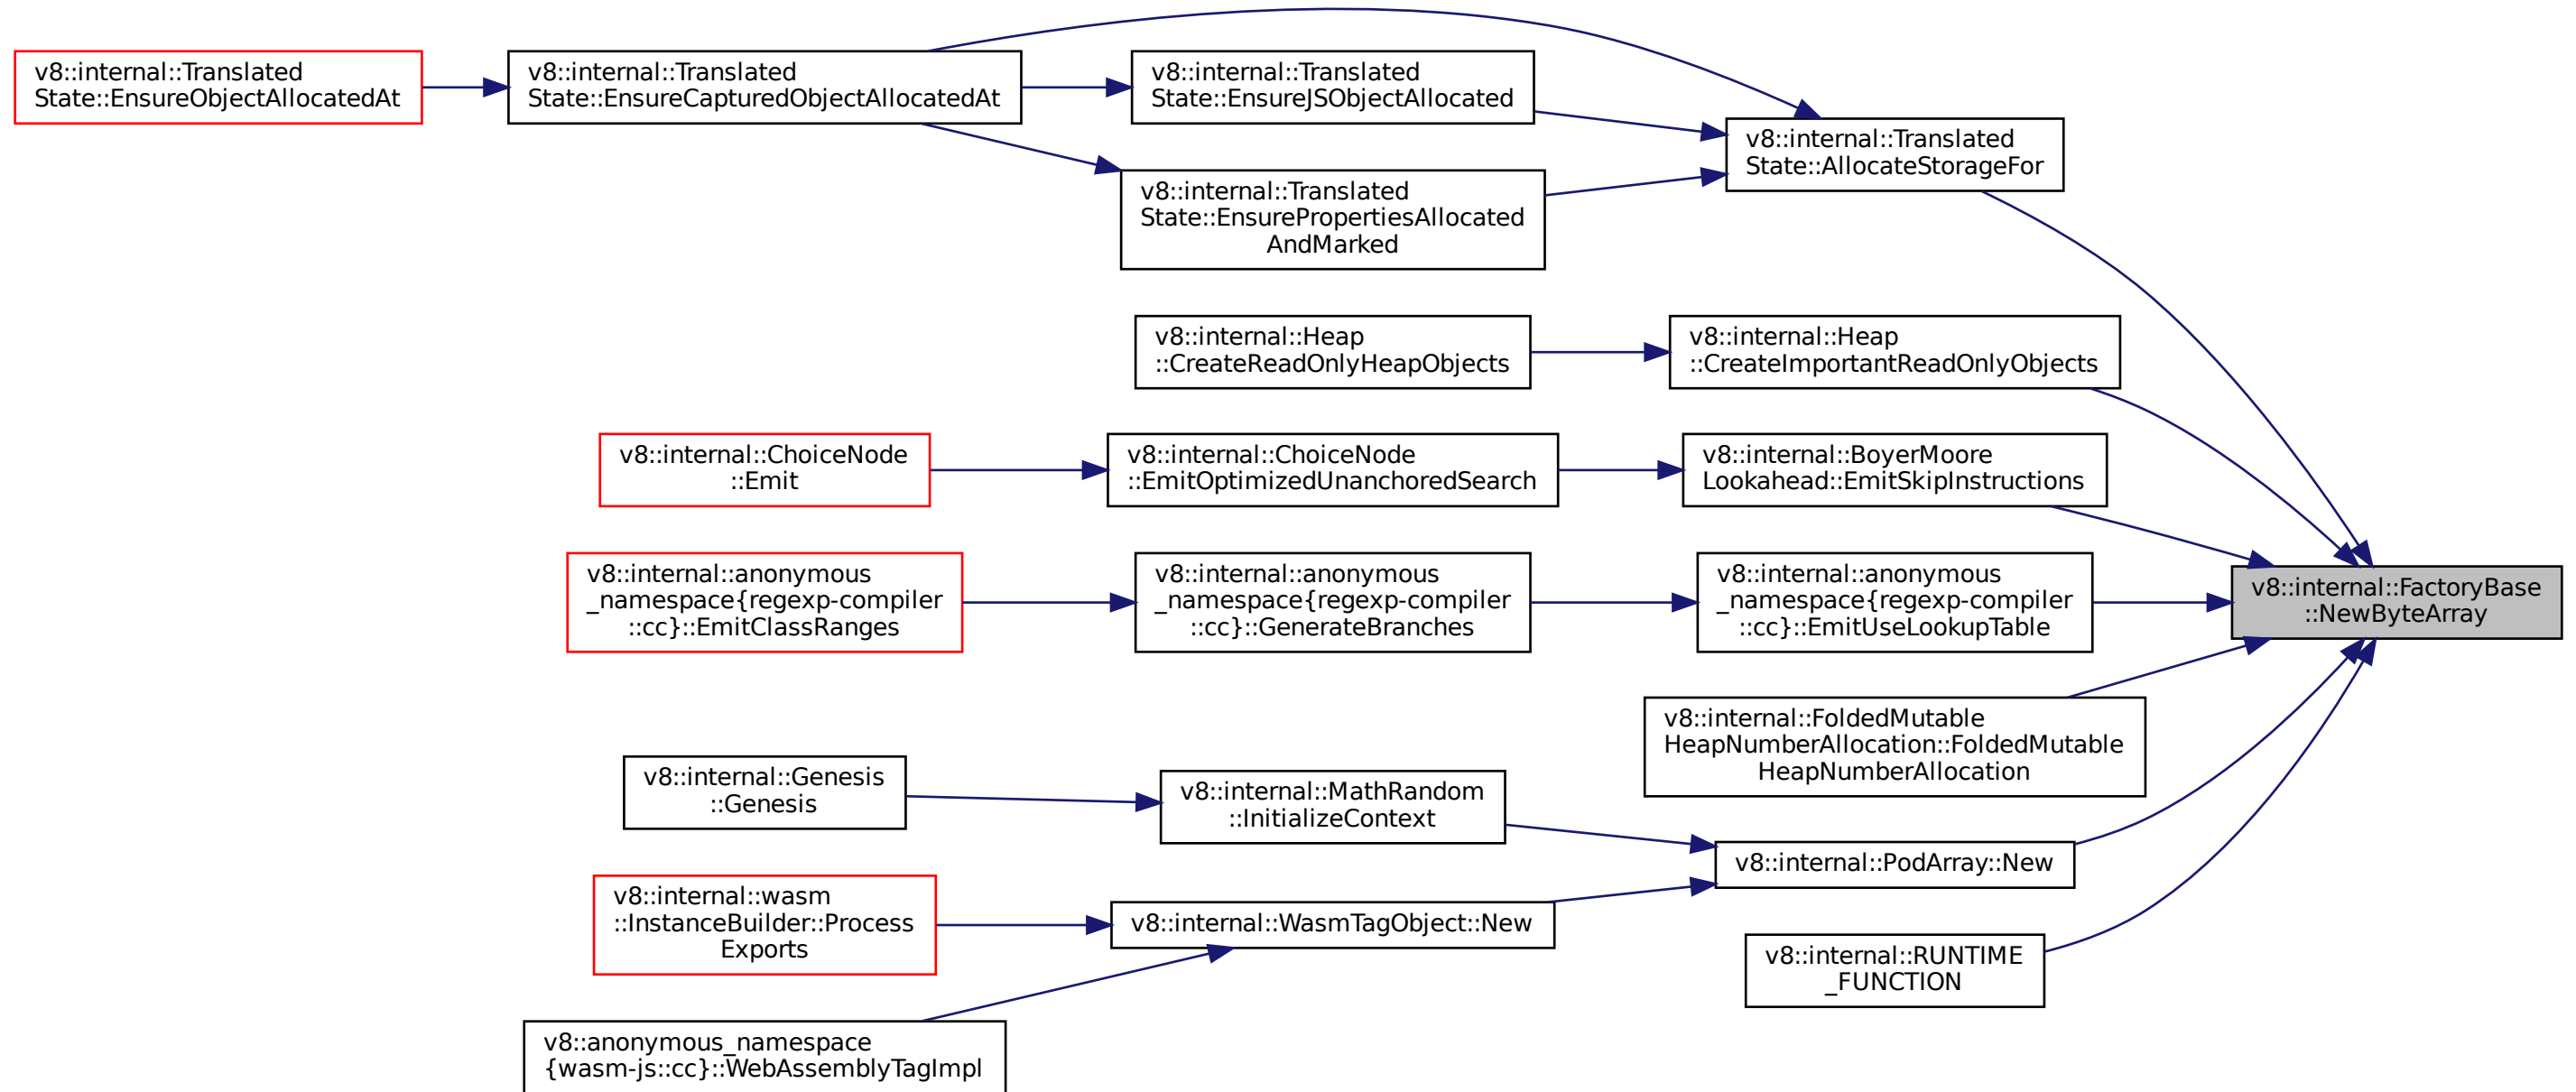 v8::internal::Translated
State::EnsureObjectAllocatedAt
v8::internal::Translated
State::EnsureCapturedObjectAllocatedAt
v8::internal::Translated
State::EnsureJSObjectAllocated
v8::internal::Translated
State::AllocateStorageFor
v8::internal::Translated
State::EnsurePropertiesAllocated
AndMarked
v8::internal::Heap
::CreateReadOnlyHeapObjects
v8::internal::Heap
::CreateImportantReadOnlyObjects
v8::internal::ChoiceNode
::Emit
v8::internal::ChoiceNode
::EmitOptimizedUnanchoredSearch
v8::internal::BoyerMoore
Lookahead::EmitSkipInstructions
v8::internal::anonymous
_namespace{regexp-compiler
::cc}::EmitClassRanges
v8::internal::anonymous
_namespace{regexp-compiler
::cc}::GenerateBranches
v8::internal::anonymous
_namespace{regexp-compiler
::cc}::EmitUseLookupTable
v8::internal::FactoryBase
::NewByteArray
v8::internal::FoldedMutable
HeapNumberAllocation::FoldedMutable
HeapNumberAllocation
v8::internal::Genesis
::Genesis
v8::internal::MathRandom
::InitializeContext
v8::internal::PodArray::New
v8::internal::wasm
::InstanceBuilder::Process
Exports
v8::internal::WasmTagObject::New
v8::internal::RUNTIME
_FUNCTION
v8::anonymous_namespace
{wasm-js::cc}::WebAssemblyTagImpl